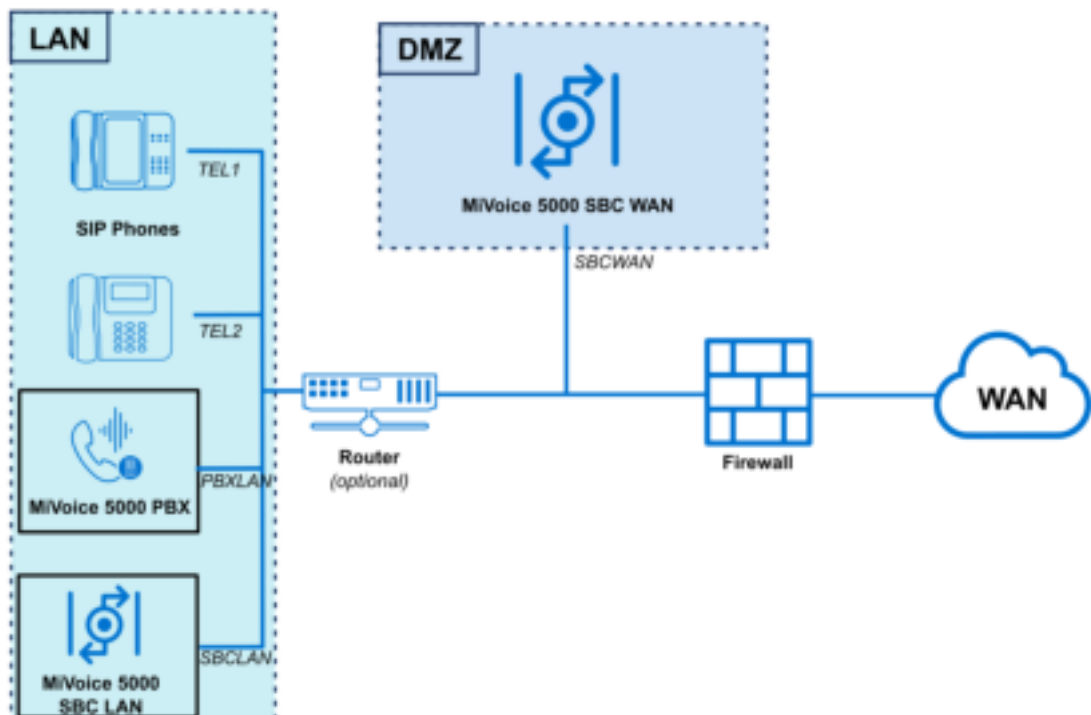 LAN
DMZ
TEL1
SIP Phones
MiVoice 5000 SBC WAN
SBCWAN
TEL2
WAN
Router
(optional)
Firewall
PBXLAN
MiVoice 5000 PBX
SBCLAN
MiVoice 5000
SBC LAN